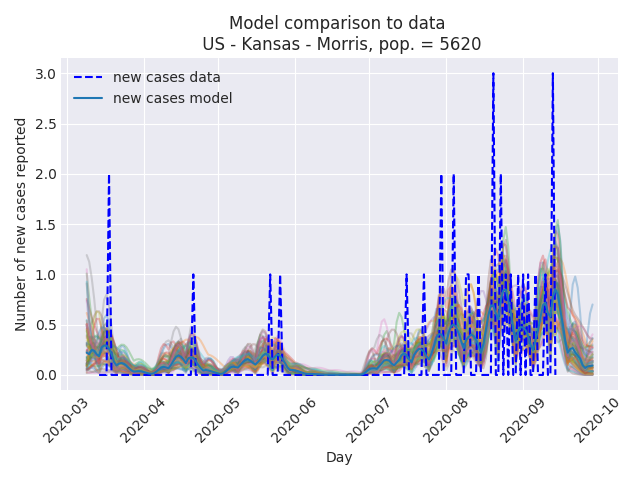 Model comparison to data
US - Kansas - Morris, pop. = 5620
new cases data
new cases model
Number of new cases reported
3.0
2.5
2.0
1.5
1.0
0.5
0.0
2020-03
2020-04
2020-05
2020-06
2020-07
2020-08
2020-09
2020-10
Day